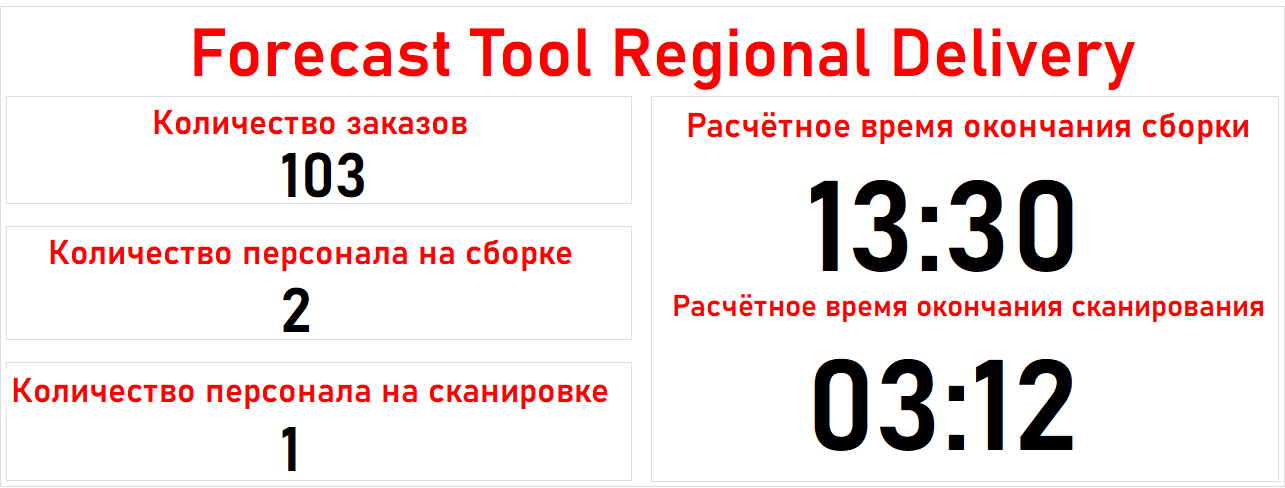 Forecast Tool Regional Delivery
Количество заказов
103
Количество персонала на сборке
2
Количество персонала на сканировке
1
Расчётное время окончания сборки
13:30
Расчётное время окончания сканирования
03:12